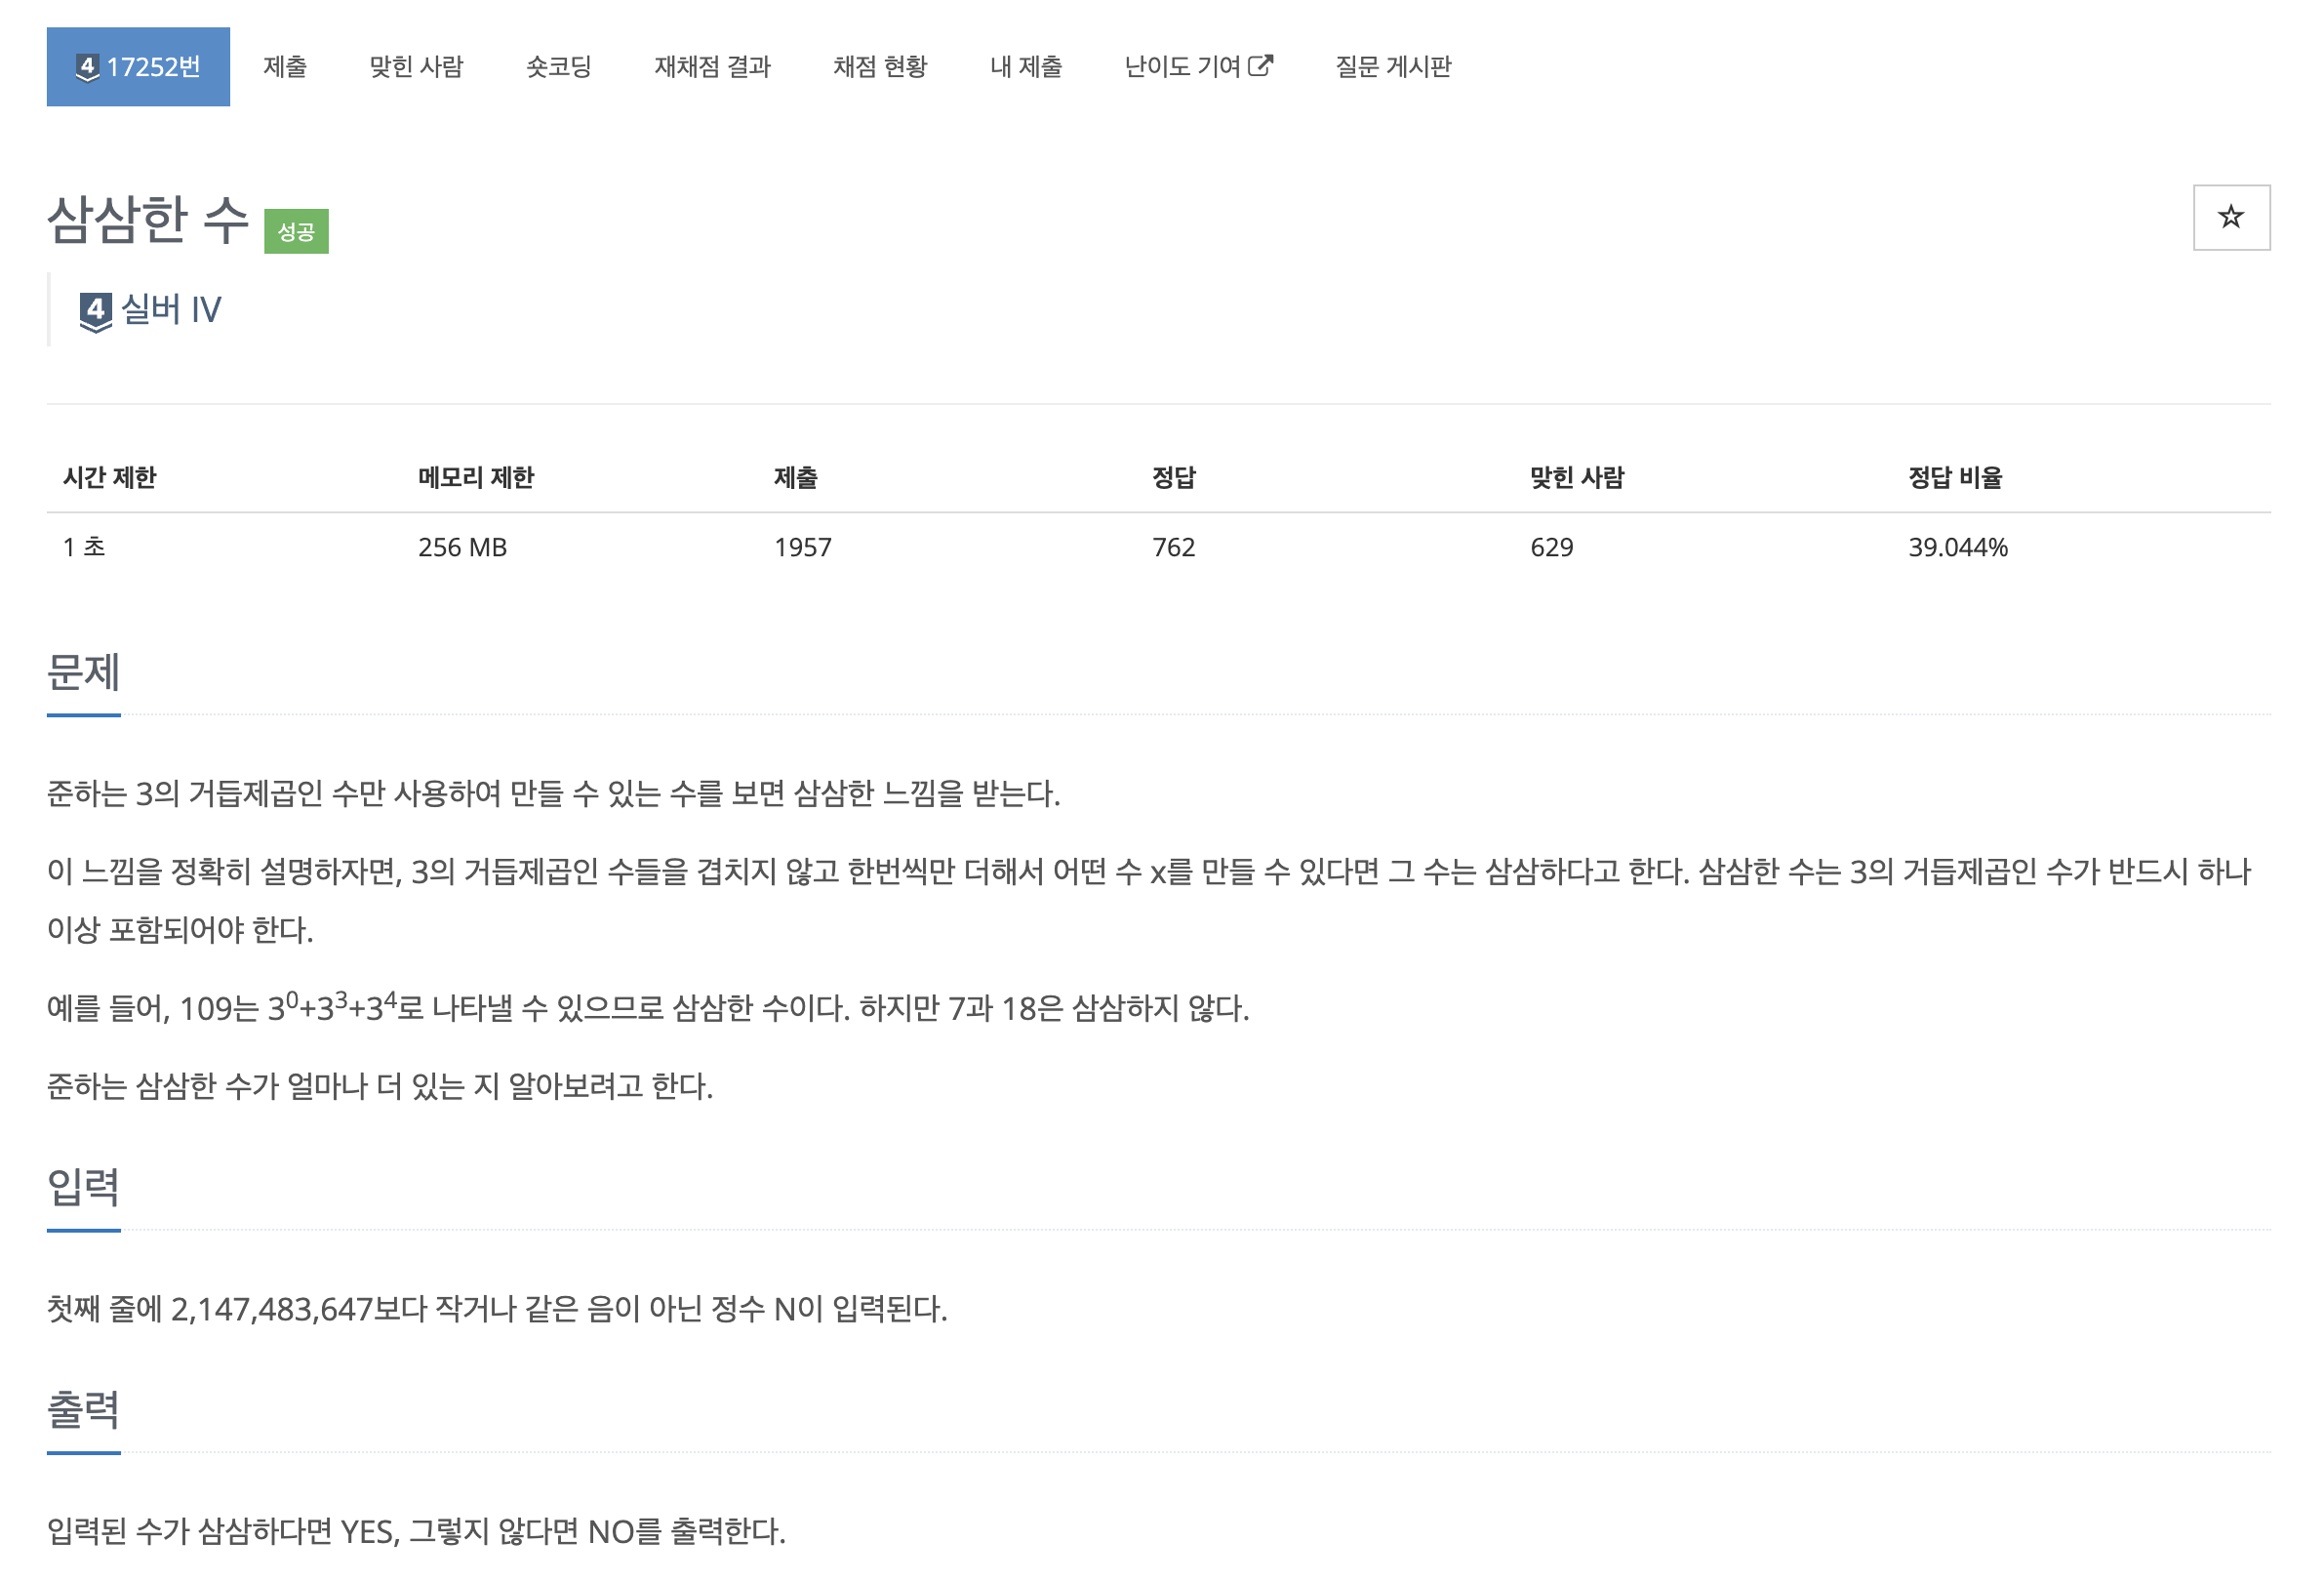 4 17252번 제출 맞힌 사람 숏코딩 재채점 결과 채점 현황 내 제출 난이도 기여 질문 게시판
삼삼한 수 성공
4 실버 IV
시간 제한 메모리 제한 제출 정답 맞힌 사람 정답 비율
1 초 256 MB 1957 762 629 39.044%
문제
준하는 3의 거듭제곱인 수만 사용하여 만들 수 있는 수를 보면 삼삼한 느낌을 받는다.
이 느낌을 정확히 설명하자면, 3의 거듭제곱인 수들을 겹치지 않고 한번씩만 더해서 어떤 수 x를 만들 수 있다면 그 수는 삼삼하다고 한다. 삼삼한 수는 3의 거듭제곱인 수가 반드시 하나
이상 포함되어야 한다.
예를 들어, 109는 3⁰+3³+3⁴로 나타낼 수 있으므로 삼삼한 수이다. 하지만 7과 18은 삼삼하지 않다.
준하는 삼삼한 수가 얼마나 더 있는 지 알아보려고 한다.
입력
첫째 줄에 2,147,483,647보다 작거나 같은 음이 아닌 정수 N이 입력된다.
출력
입력된 수가 삼삼하다면 YES, 그렇지 않다면 NO를 출력한다.